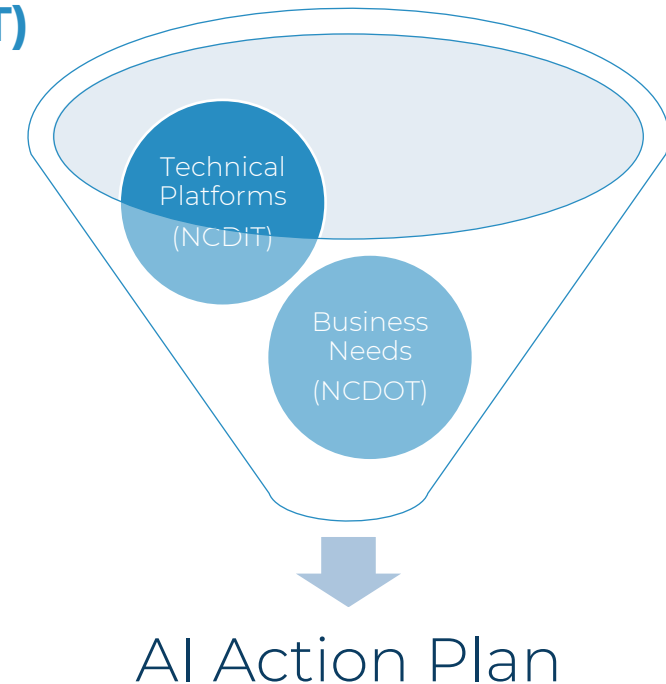 T)
Technical
Platforms
(NCDIT)
Business
Needs
(NCDOT)
AI Action Plan